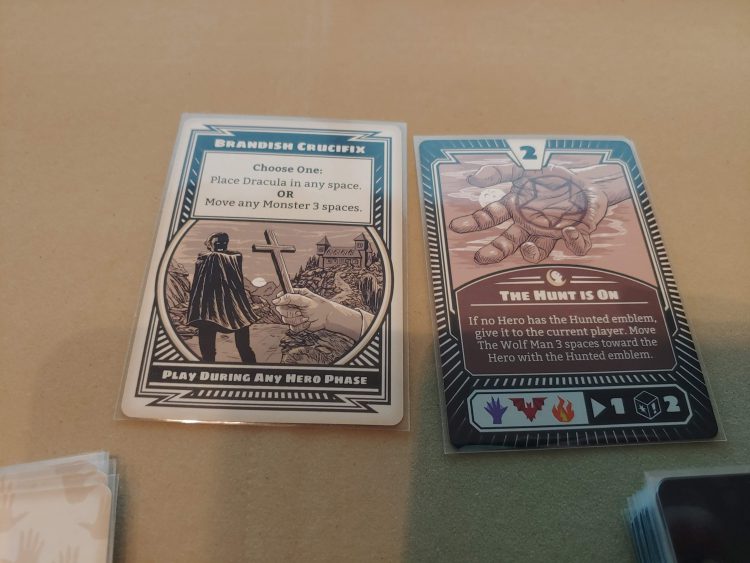 Brandish Crucifix
Choose One:
Place Dracula in any space.
OR
Move any Monster 3 spaces.
Play During Any Hero Phase
2
The Hunt is On
If no Hero has the Hunted emblem,
give it to the current player. Move
The Wolf Man 3 spaces toward the
Hero with the Hunted emblem.
1 2